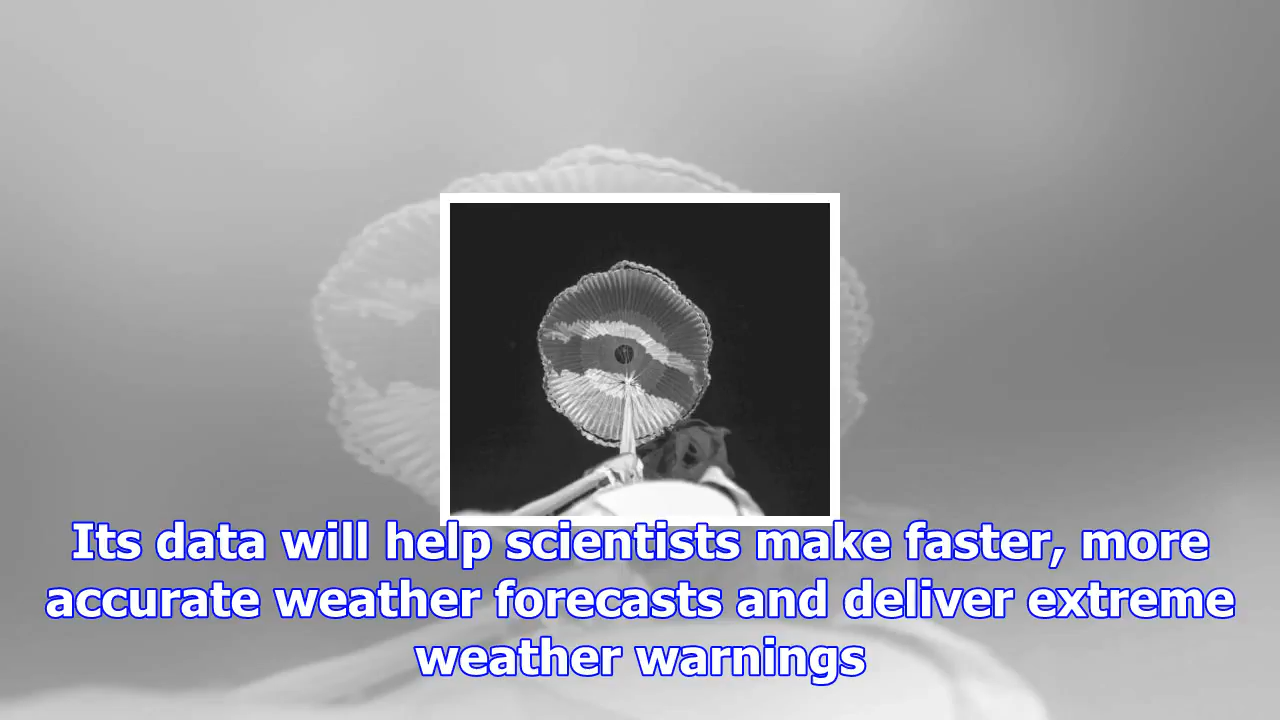 Its data will help scientists make faster, more
accurate weather forecasts and deliver extreme
weather warnings